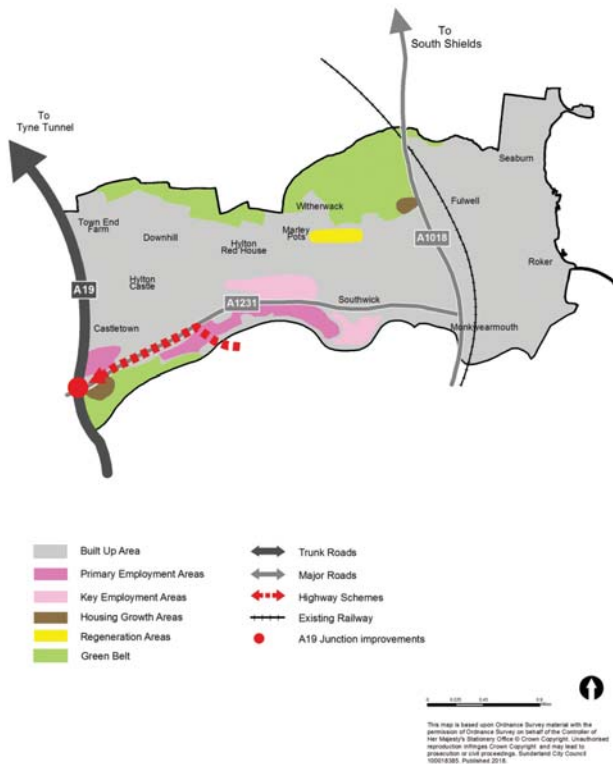 To
South Shields
To
Tyne Tunnel
Seaburn
Witherwack
Fulwell
Town End
Farm
Downhill
Hylton
Red House
Marley
Pots
A1018
Roker
A19
Hylton
Castle
A1231
Southwick
Castletown
Monkwearmouth
Built Up Area
Primary Employment Areas
Key Employment Areas
Housing Growth Areas
Regeneration Areas
Green Belt
Trunk Roads
Major Roads
Highway Schemes
Existing Railway
A19 Junction improvements
This map is based upon Ordnance Survey material with the
permission of Ordnance Survey on behalf of the Controller of
Her Majesty's Stationery Office © Crown Copyright. Unauthorised
reproduction infringes Crown Copyright and may lead to
prosecution or civil proceedings. Sunderland City Council
100018385. Published 2018.